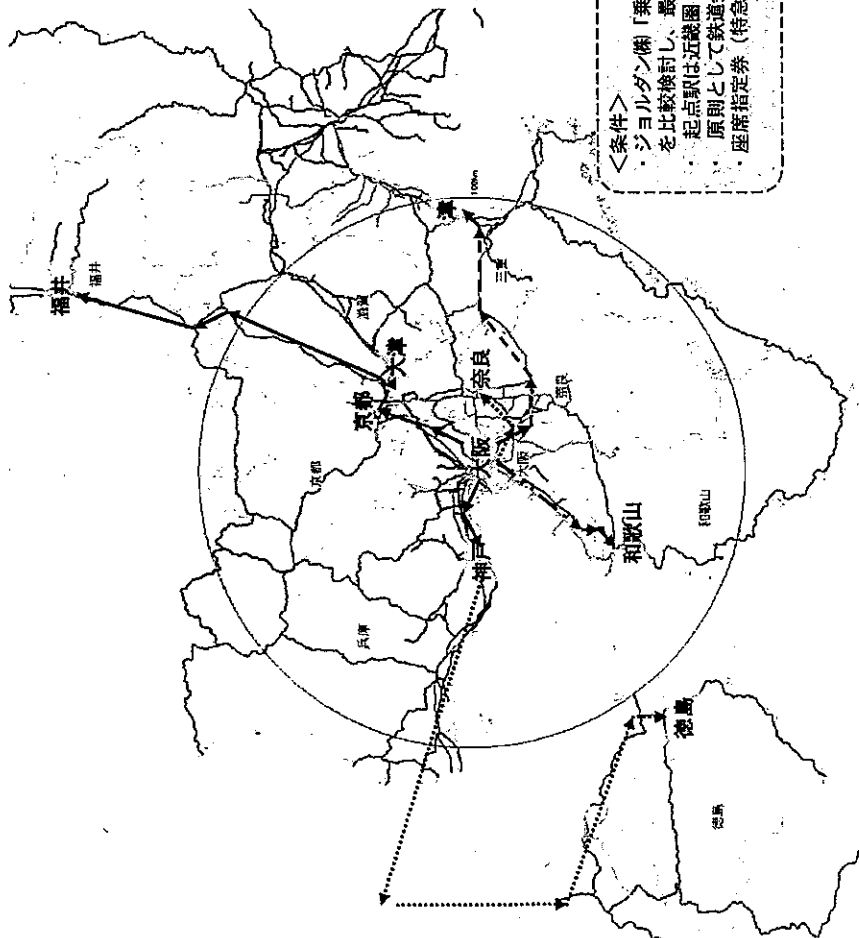 福井
福井
滋賀
大津
京都
京都
奈良
奈良
津
三重
100km
大阪
大阪
神戸
兵庫
和歌山
和歌山
徳島
徳島
<条件>
・ジョルダン㈱「乗
を比較検討し、最
・起点駅は近畿圏
・原則として鉄道
・座席指定券（特急